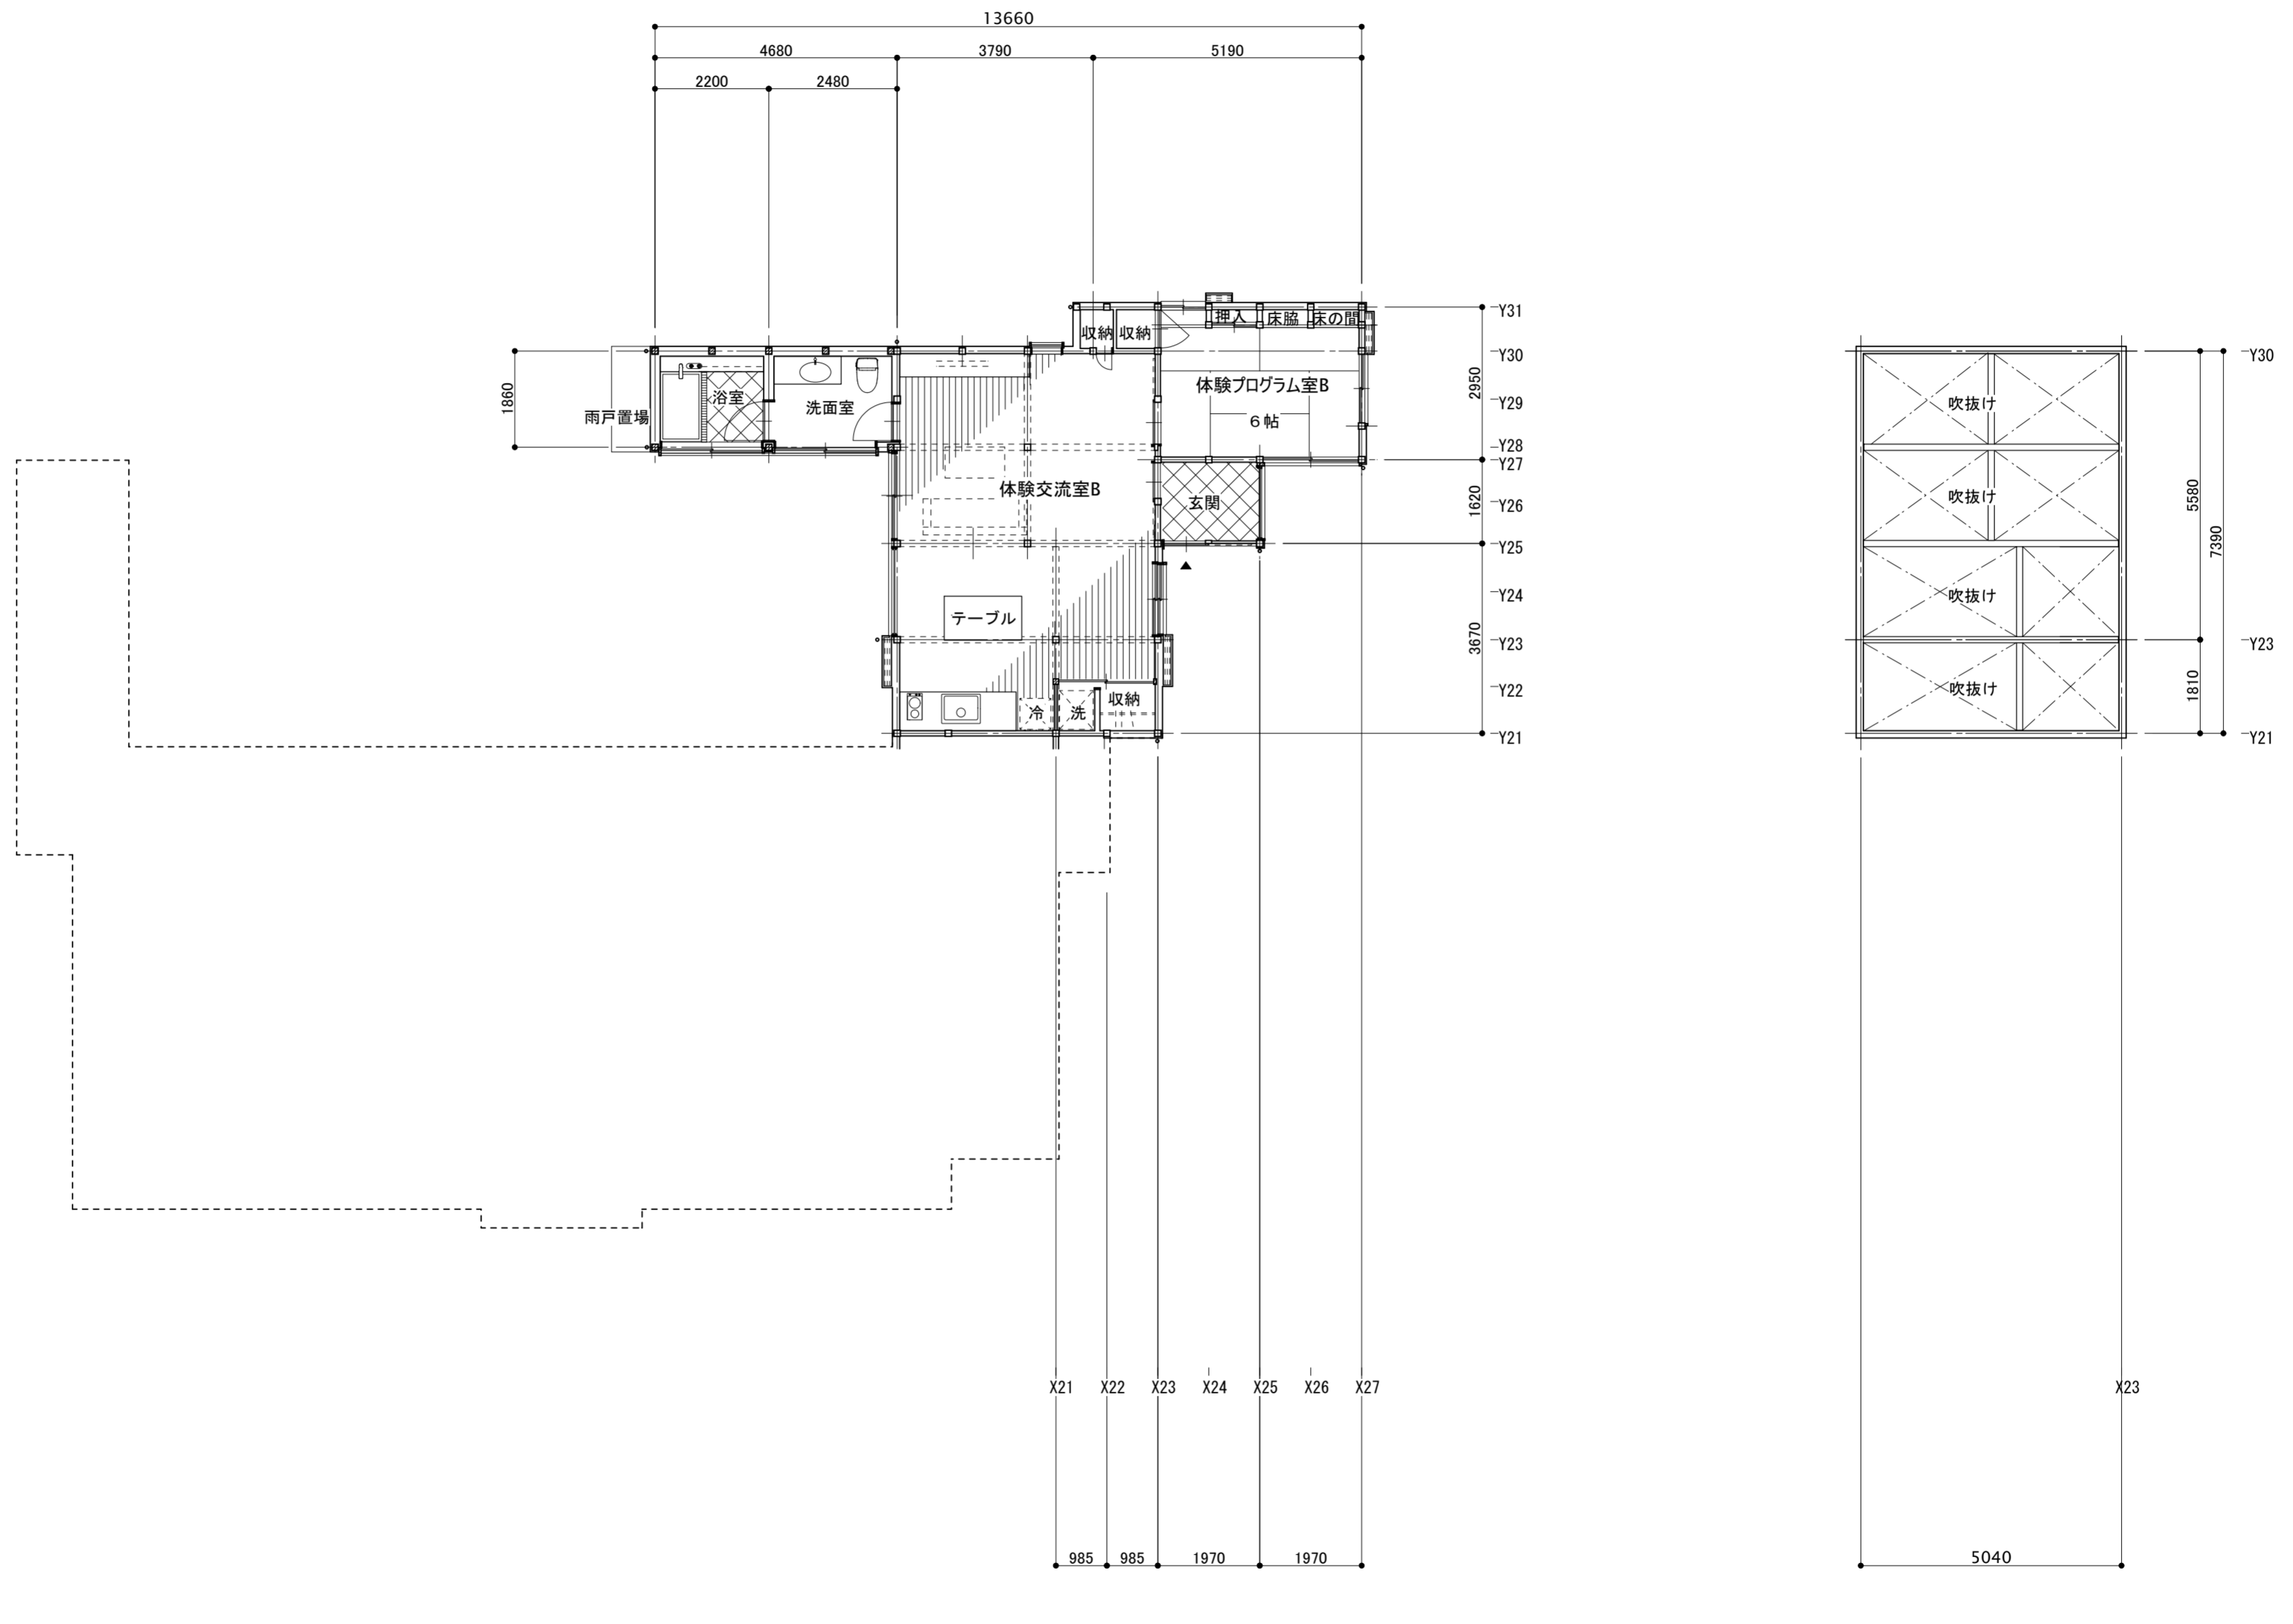 13660
4680
3790
5190
2200
2480
Y31
押入
床脇
床の間
収納
収納
Y30
Y30
1860
2950
体験プログラム室B
浴室
洗面室
雨戸置場
6帖
Y29
吹抜け
Y28
Y27
体験交流室B
玄関
1620
Y26
吹抜け
5580
7390
Y25
Y24
吹抜け
テーブル
3670
Y23
Y23
Y22
吹抜け
1810
収納
冷
洗
Y21
Y21
X21
X22
X23
X24
X25
X26
X27
X23
985
985
1970
1970
5040